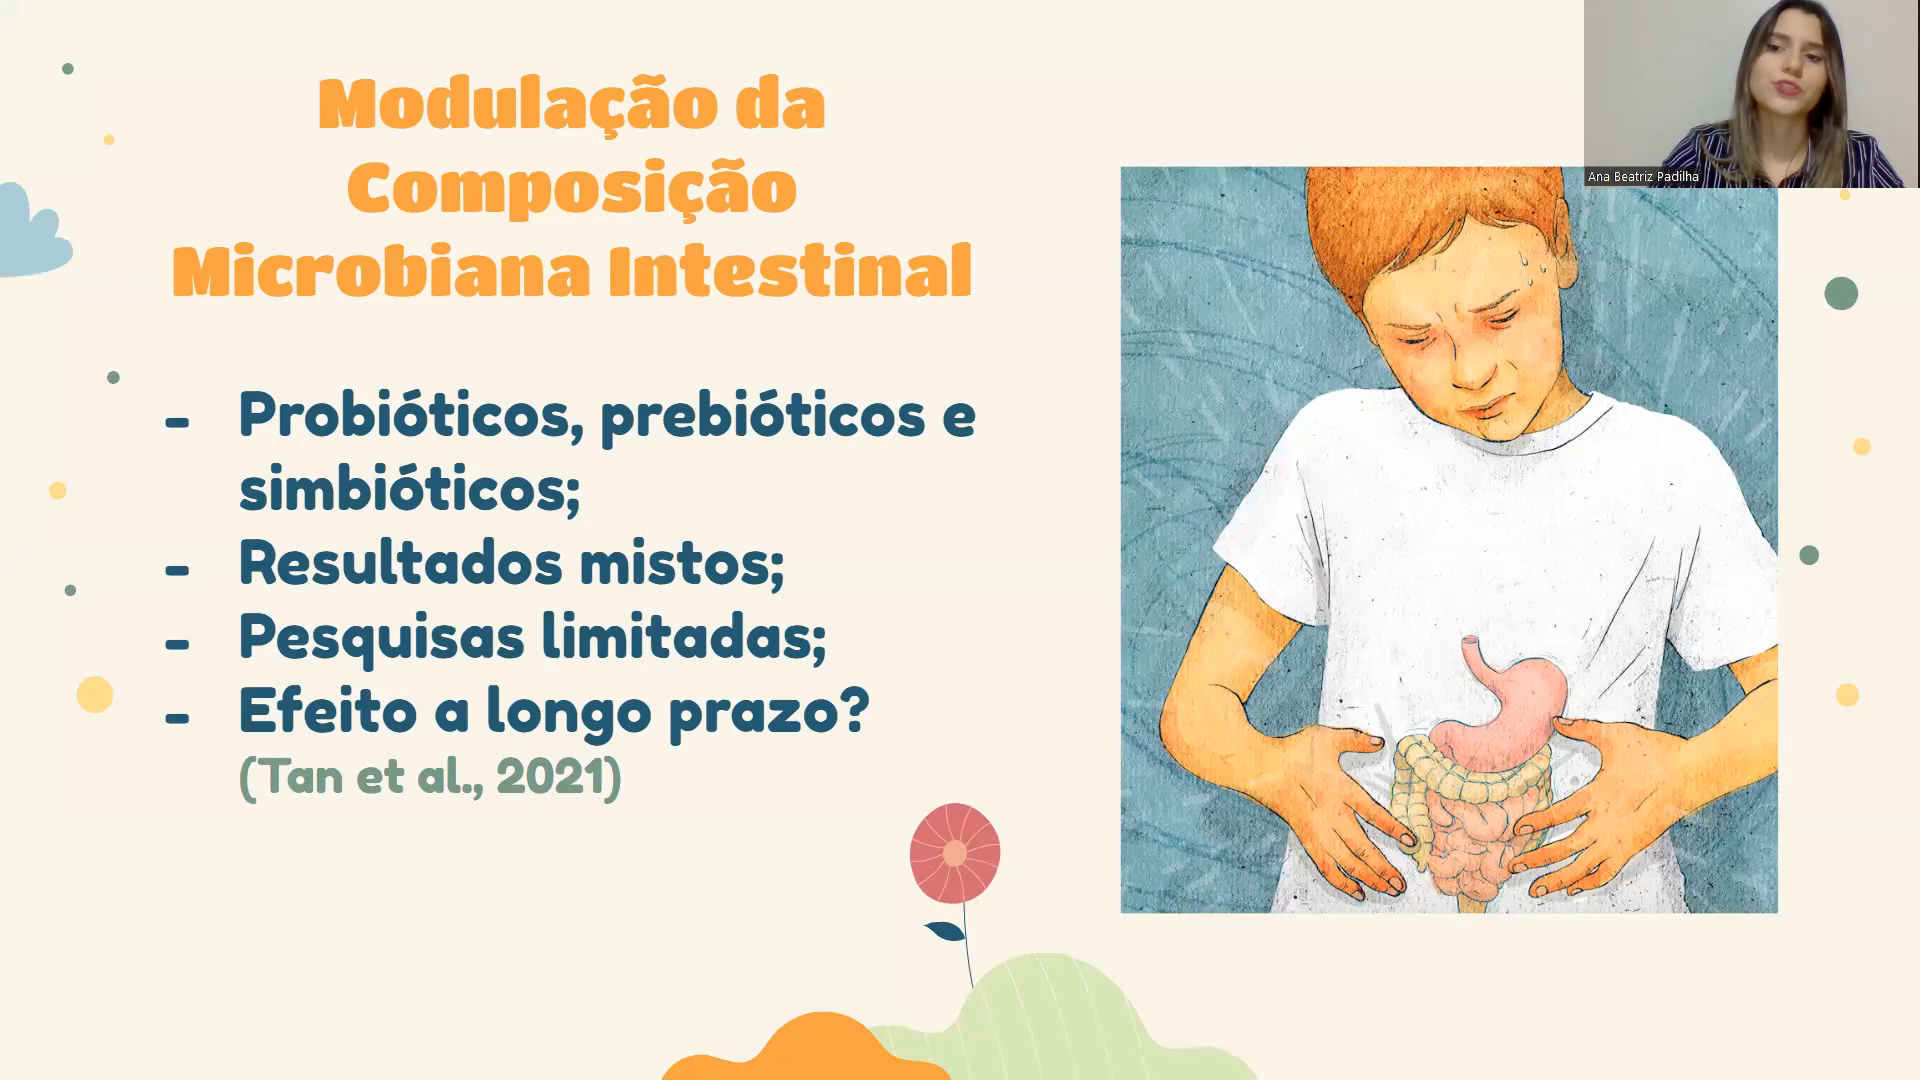 Modulação da
Composição
Microbiana Intestinal
- Probióticos, prebióticos e
simbióticos;
- Resultados mistos;
- Pesquisas limitadas;
- Efeito a longo prazo?
(Tan et al., 2021)
Ana Beatriz Padilha